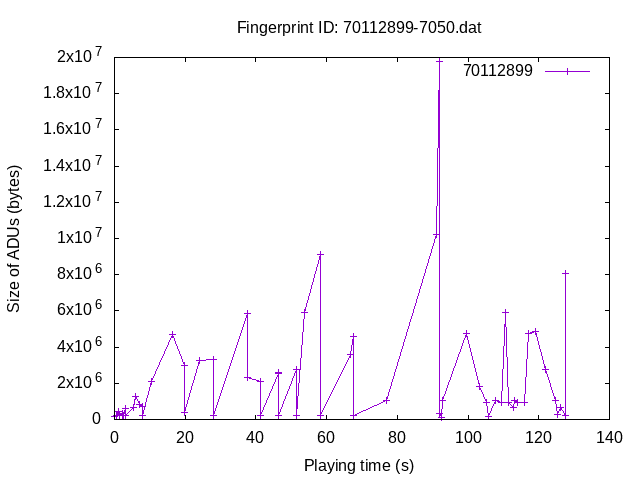 Fingerprint ID: 70112899-7050.dat
2x10^7
1.8x10^7
1.6x10^7
1.4x10^7
1.2x10^7
1x10^7
8x10^6
6x10^6
4x10^6
2x10^6
0
70112899
Size of ADUs (bytes)
0 20 40 60 80 100 120 140
Playing time (s)